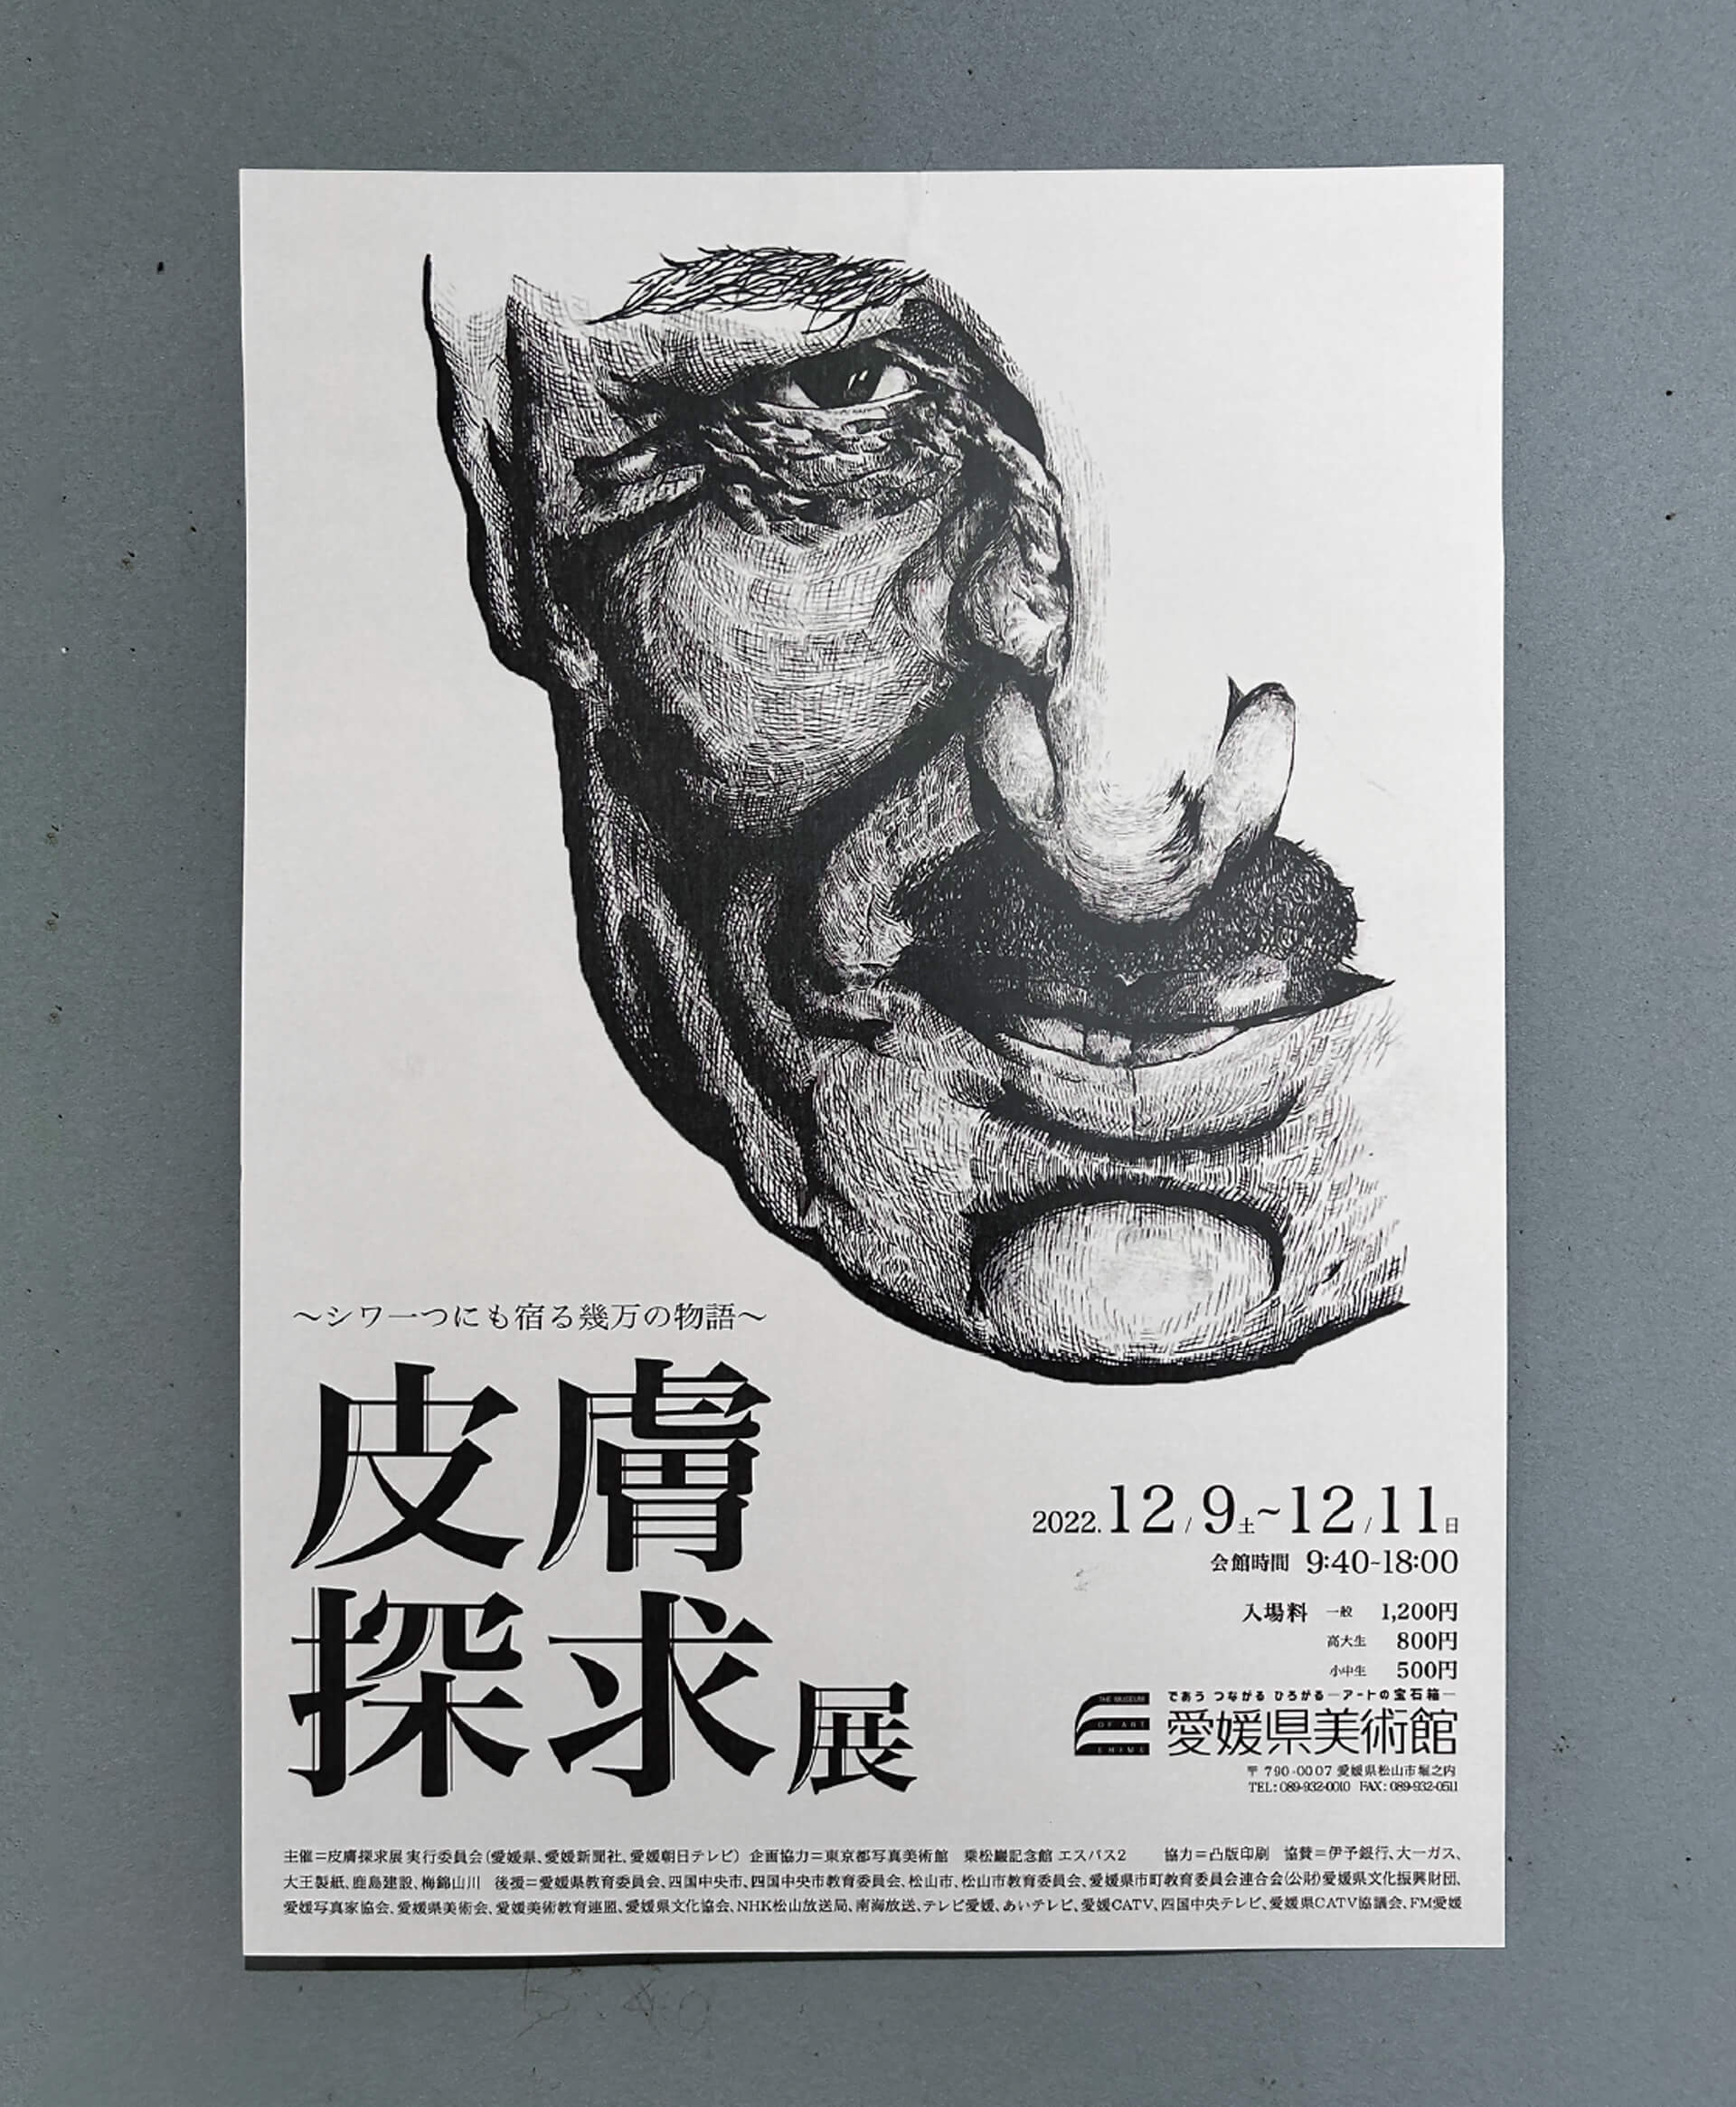 ～シワ一つにも宿る幾万の物語～
皮膚
探求展
2022.12/9土~12/11日
会館時間 9:40-18:00
入場料 一般 1,200円
高大生 800円
小中生 500円
THE MUSEUM
OF ART
EHIME
であう つながる ひろがる ―アートの宝石箱―
愛媛県美術館
〒790-0007 愛媛県松山市堀之内
TEL:089-932-0010 FAX:089-932-0511
主催＝皮膚探求展 実行委員会(愛媛県、愛媛新聞社、愛媛朝日テレビ) 企画協力＝東京都写真美術館 乗松巖記念館 エスパス2 協力＝凸版印刷 協賛＝伊予銀行、大一ガス、
大王製紙、鹿島建設、梅錦山川 後援＝愛媛県教育委員会、四国中央市、四国中央市教育委員会、松山市、松山市教育委員会、愛媛県市町教育委員会連合会(公財)愛媛県文化振興財団、
愛媛写真家協会、愛媛県美術会、愛媛美術教育連盟、愛媛県文化協会、NHK松山放送局、南海放送、テレビ愛媛、あいテレビ、愛媛CATV、四国中央テレビ、愛媛県CATV協議会、FM愛媛